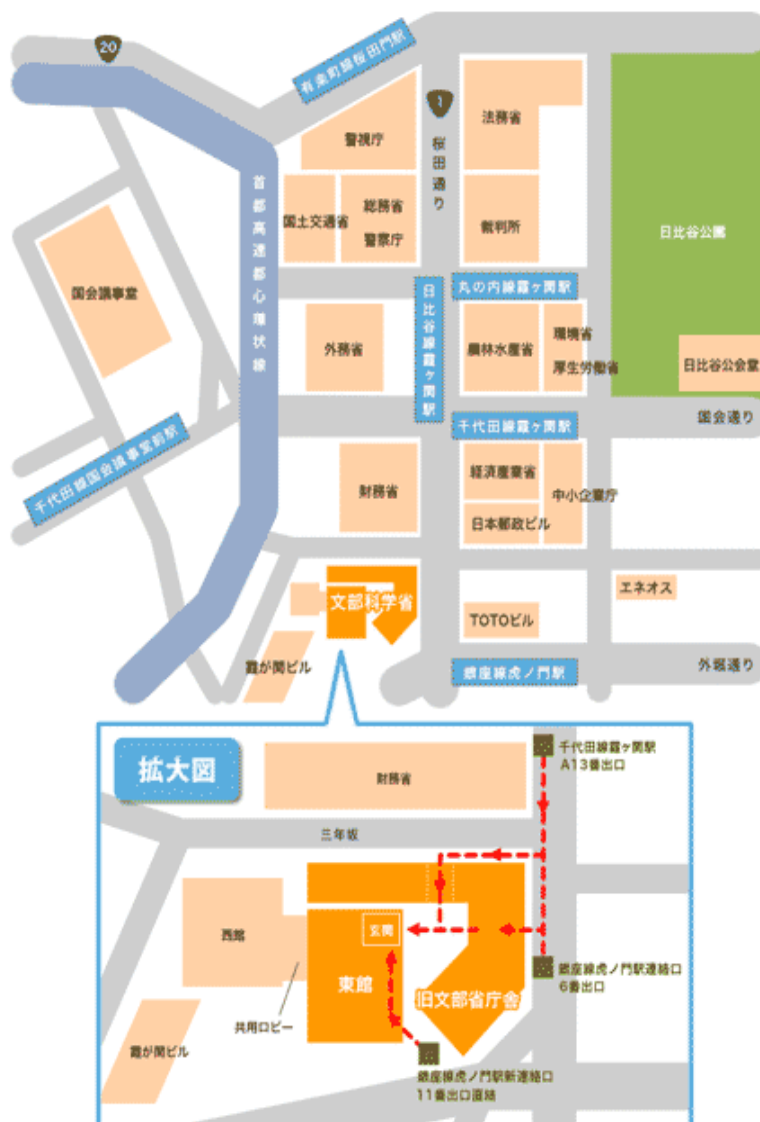 20
有楽町線桜田門駅
1
桜田通り
法務省
警視庁
首都高速都心環状線
国土交通省
総務省
警察庁
裁判所
日比谷公園
国会議事堂
丸の内線霞ヶ関駅
日比谷線霞ヶ関駅
外務省
農林水産省
環境省
厚生労働省
日比谷公会堂
千代田線霞ヶ関駅
国会通り
千代田線国会議事堂前駅
財務省
経済産業省
中小企業庁
日本郵政ビル
文部科学省
エネオス
TOTOビル
霞が関ビル
銀座線虎ノ門駅
外堀通り
拡大図
財務省
千代田線霞ヶ関駅
A13番出口
三年坂
西館
玄関
東館
旧文部省庁舎
銀座線虎ノ門駅連絡口
6番出口
共用ロビー
霞が関ビル
銀座線虎ノ門駅新連絡口
11番出口直結